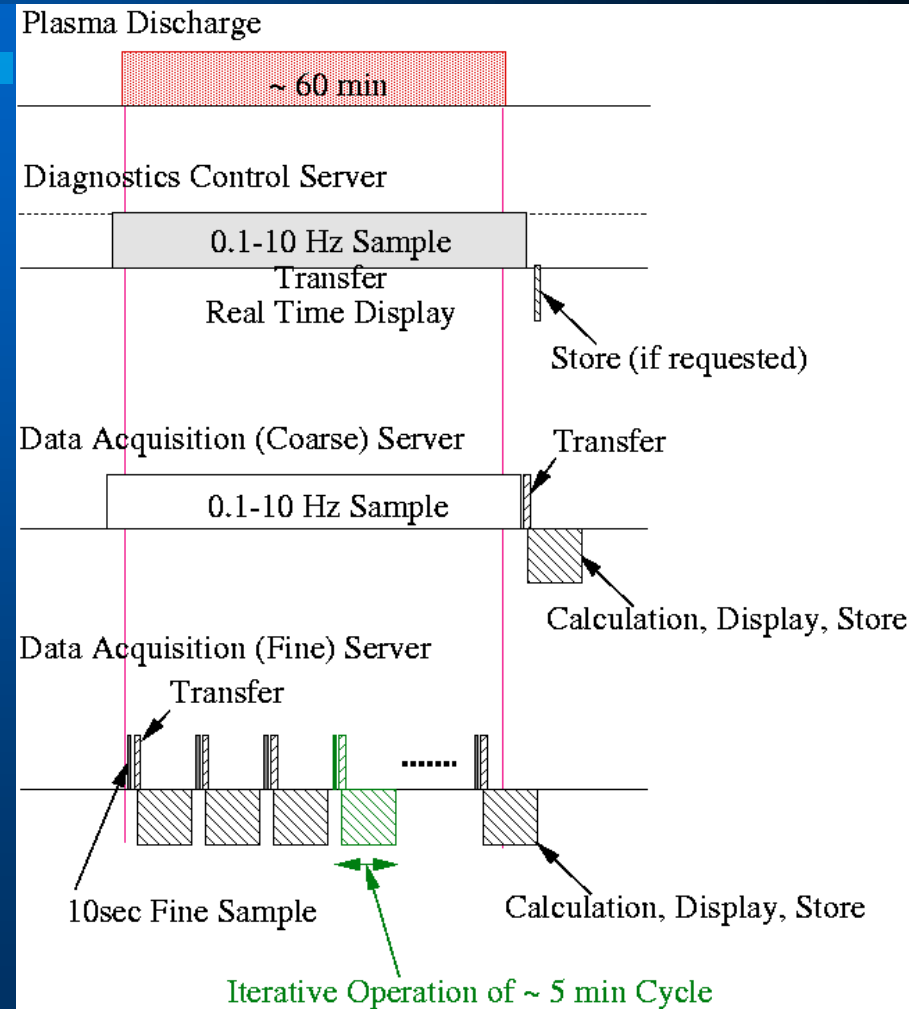 Plasma Discharge
~ 60 min
Diagnostics Control Server
0.1-10 Hz Sample
Transfer
Real Time Display
Store (if requested)
Data Acquisition (Coarse) Server
Transfer
0.1-10 Hz Sample
Calculation, Display, Store
Data Acquisition (Fine) Server
Transfer
10sec Fine Sample
Calculation, Display, Store
Iterative Operation of ~ 5 min Cycle